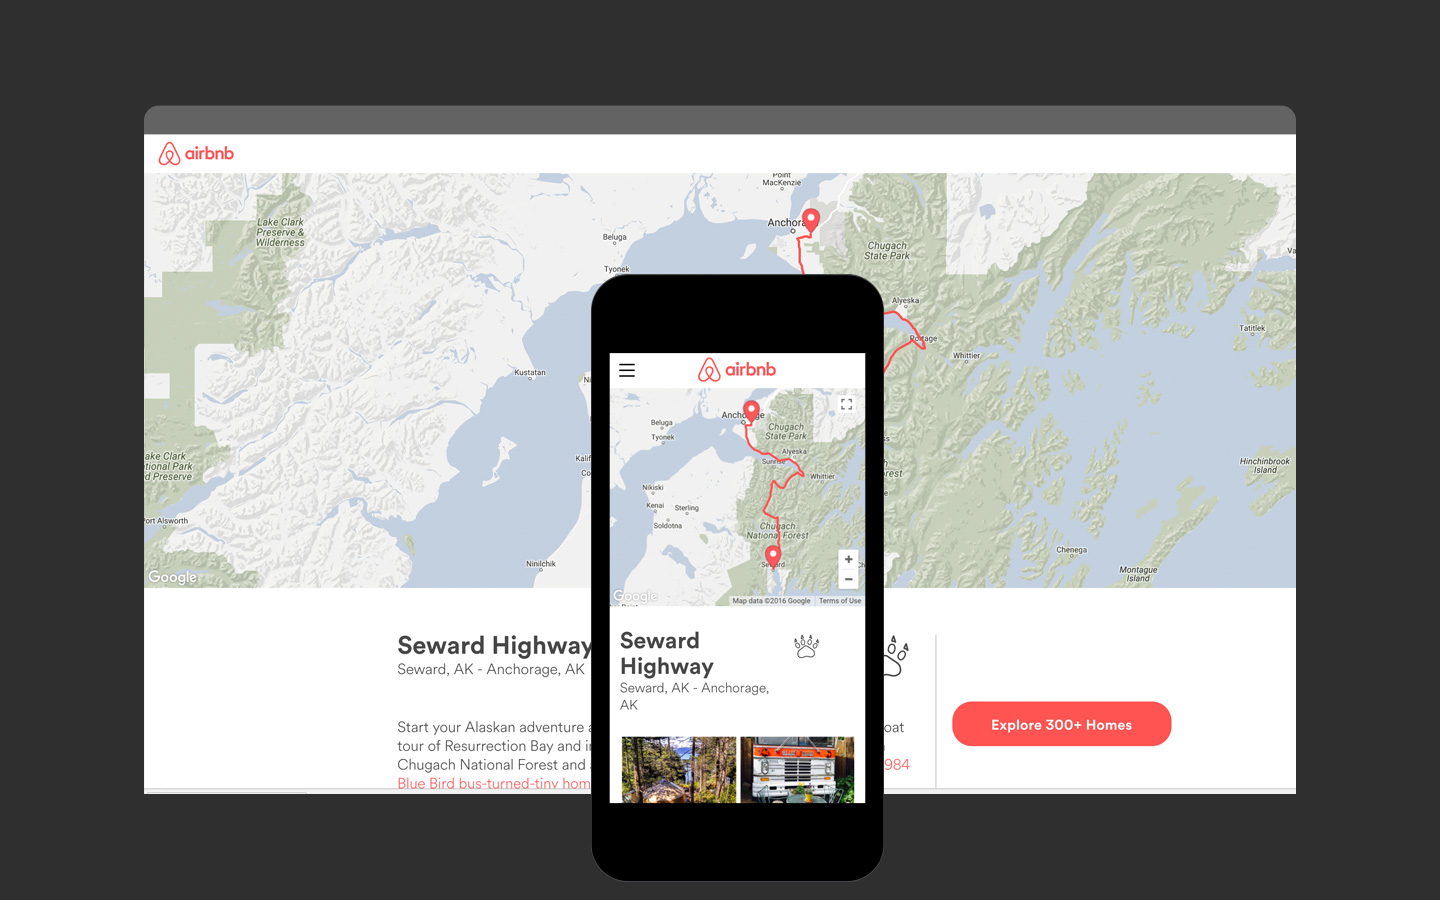 airbnb
Point
MacKenzie
Lake Clark
Preserve &
Wilderness
Anchora
Beluga
Tyonek
Chugach
State Park
Alyeska
Portage
Whittier
Tatitlek
Kustatan
Ni
Va
ake Clark
tional Park
d Preserve
Kalif
Co
ss
rest
e
Hinchinbrook
Island
Port Alsworth
Ninilchik
Chenega
Montague
Island
Google
Seward Highway
Seward, AK - Anchorage, AK
Start your Alaskan adventure a
oat
tour of Resurrection Bay and i
Chugach National Forest and
984
Blue Bird bus-turned-tiny hom
Explore 300+ Homes
airbnb
Anchorage
Beluga
Tyonek
Chugach
State Park
Alyeska
Sunrise
Whittier
Nikiski
Kenai
Sterling
Soldotna
Chugach
National Forest
Seward
Ch
+
−
Google
Map data ©2016 Google
Terms of Use
Seward
Highway
Seward, AK - Anchorage,
AK